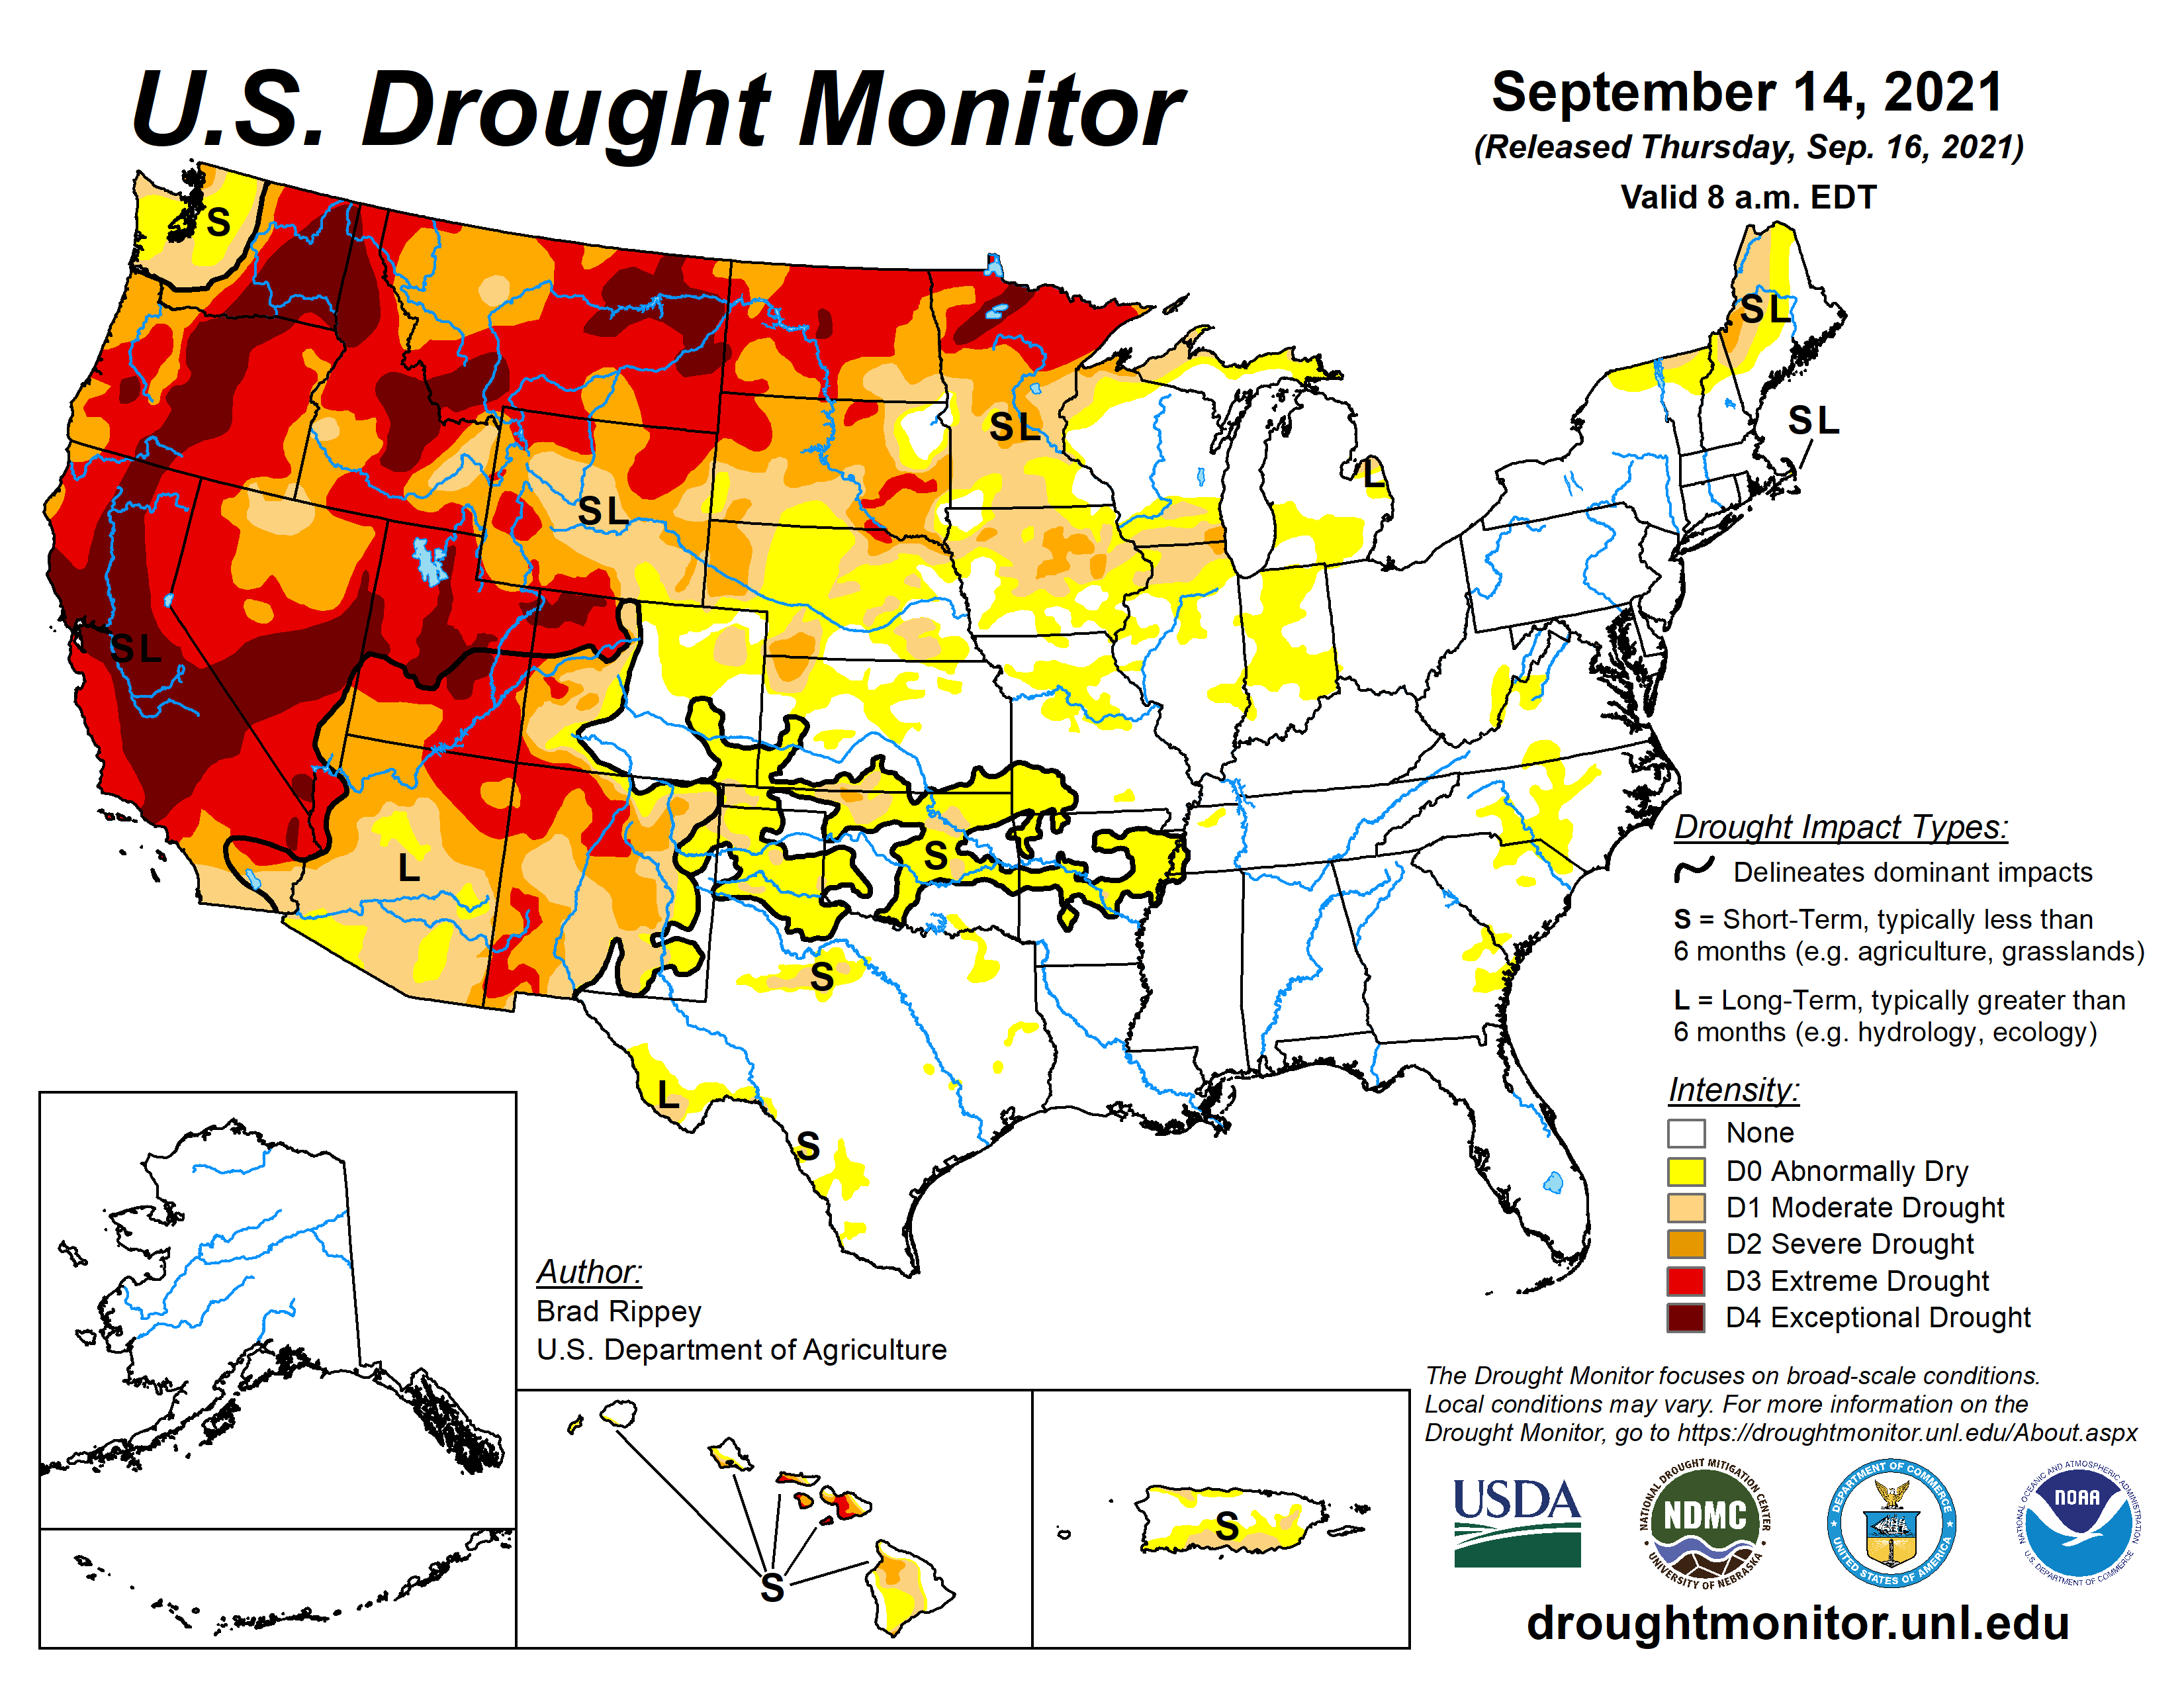 U.S. Drought Monitor
September 14, 2021
(Released Thursday, Sep. 16, 2021)
Valid 8 a.m. EDT
S
SL
SL
SL
SL
L
SL
SL
L
S
S
L
S
Drought Impact Types:
Delineates dominant impacts
S = Short-Term, typically less than
6 months (e.g. agriculture, grasslands)
L = Long-Term, typically greater than
6 months (e.g. hydrology, ecology)
Intensity:
None
D0 Abnormally Dry
D1 Moderate Drought
D2 Severe Drought
D3 Extreme Drought
D4 Exceptional Drought
Author:
Brad Rippey
U.S. Department of Agriculture
S
S
The Drought Monitor focuses on broad-scale conditions.
Local conditions may vary. For more information on the
Drought Monitor, go to https://droughtmonitor.unl.edu/About.aspx
USDA
NATIONAL DROUGHT MITIGATION CENTER
NDMC
UNIVERSITY OF NEBRASKA
DEPARTMENT OF COMMERCE
UNITED STATES OF AMERICA
NATIONAL OCEANIC AND ATMOSPHERIC ADMINISTRATION
NOAA
U.S. DEPARTMENT OF COMMERCE
droughtmonitor.unl.edu